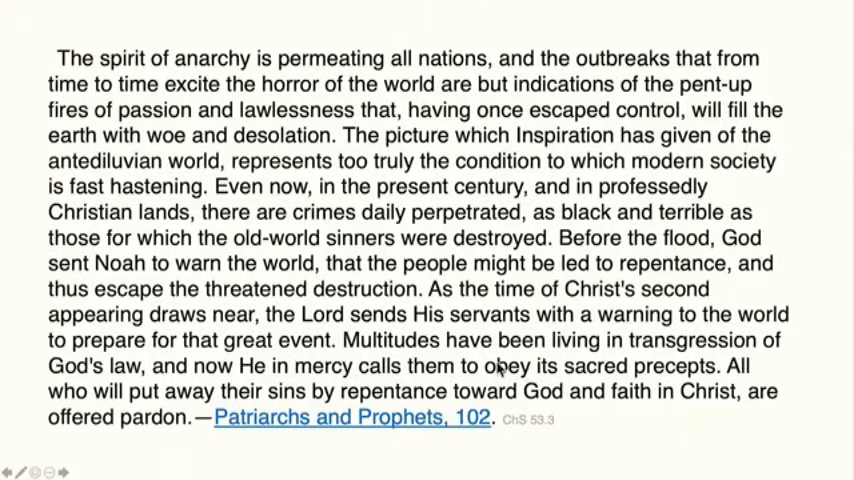 The spirit of anarchy is permeating all nations, and the outbreaks that from
time to time excite the horror of the world are but indications of the pent-up
fires of passion and lawlessness that, having once escaped control, will fill the
earth with woe and desolation. The picture which Inspiration has given of the
antediluvian world, represents too truly the condition to which modern society
is fast hastening. Even now, in the present century, and in professedly
Christian lands, there are crimes daily perpetrated, as black and terrible as
those for which the old-world sinners were destroyed. Before the flood, God
sent Noah to warn the world, that the people might be led to repentance, and
thus escape the threatened destruction. As the time of Christ's second
appearing draws near, the Lord sends His servants with a warning to the world
to prepare for that great event. Multitudes have been living in transgression of
God's law, and now He in mercy calls them to obey its sacred precepts. All
who will put away their sins by repentance toward God and faith in Christ, are
offered pardon.—Patriarchs and Prophets, 102. ChS 53.3